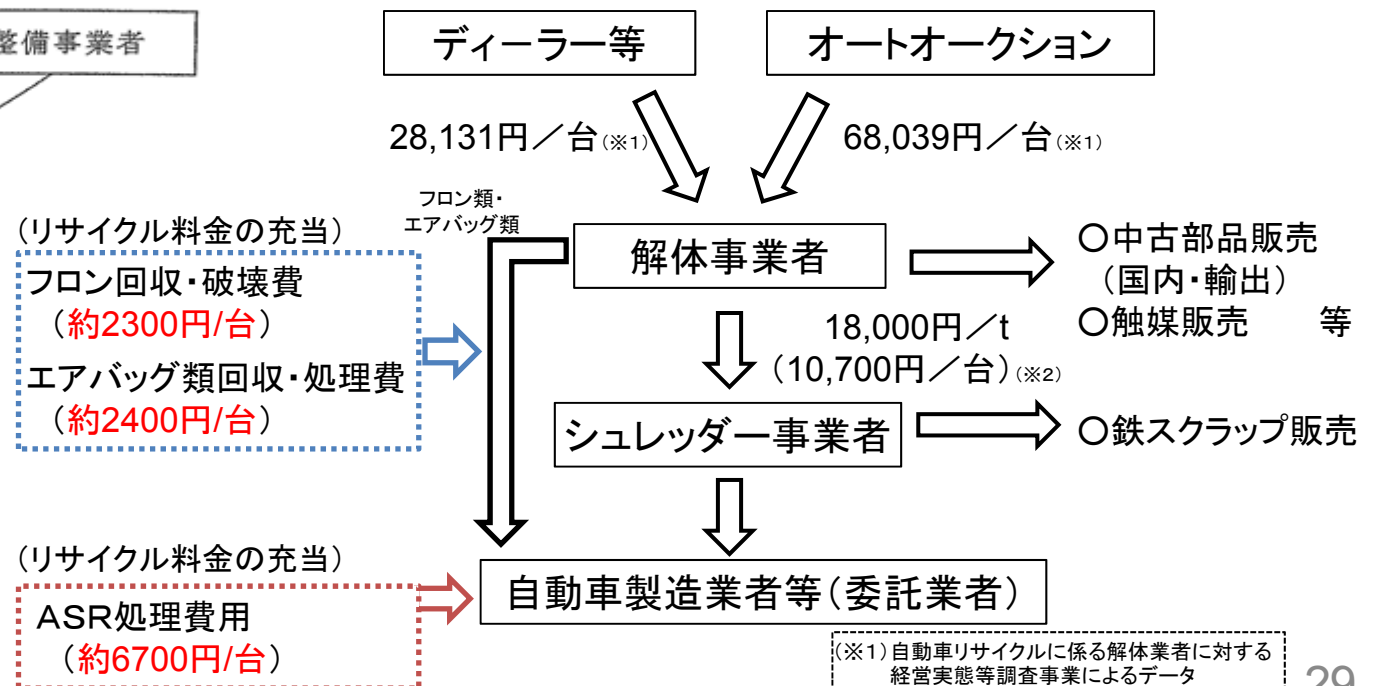 整備事業者
ディーラー等
オートオークション
28,131円／台(※1)
68,039円／台(※1)
フロン類・
エアバッグ類
（リサイクル料金の充当）
フロン回収・破壊費
（約2300円/台）
エアバッグ類回収・処理費
（約2400円/台）
解体事業者
○中古部品販売
（国内・輸出）
○触媒販売　　等
18,000円／t
（10,700円／台）(※2)
シュレッダー事業者
○鉄スクラップ販売
（リサイクル料金の充当）
ＡＳＲ処理費用
（約6700円/台）
自動車製造業者等（委託業者）
(※1)自動車リサイクルに係る解体業者に対する
経営実態等調査事業によるデータ
29